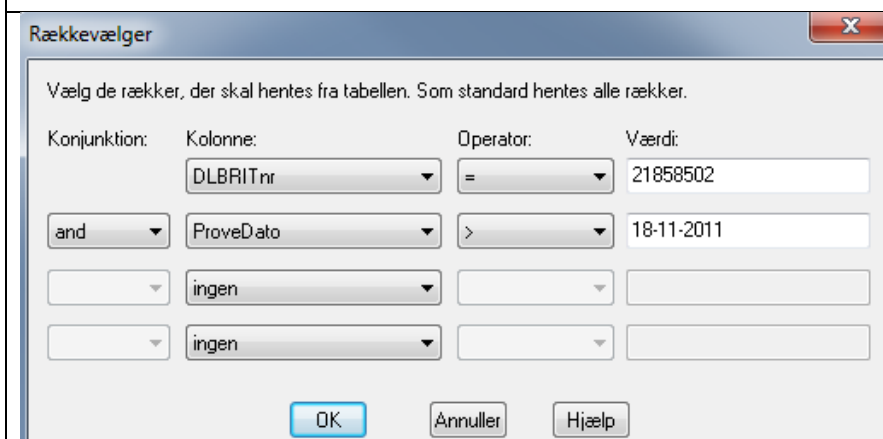 Rækkevælger
Vælg de rækker, der skal hentes fra tabellen. Som standard hentes alle rækker.
Konjunktion: Kolonne: Operator: Værdi:
DLBRITnr = 21858502
and ProveDato > 18-11-2011
ingen
ingen
OK Annuller Hjælp